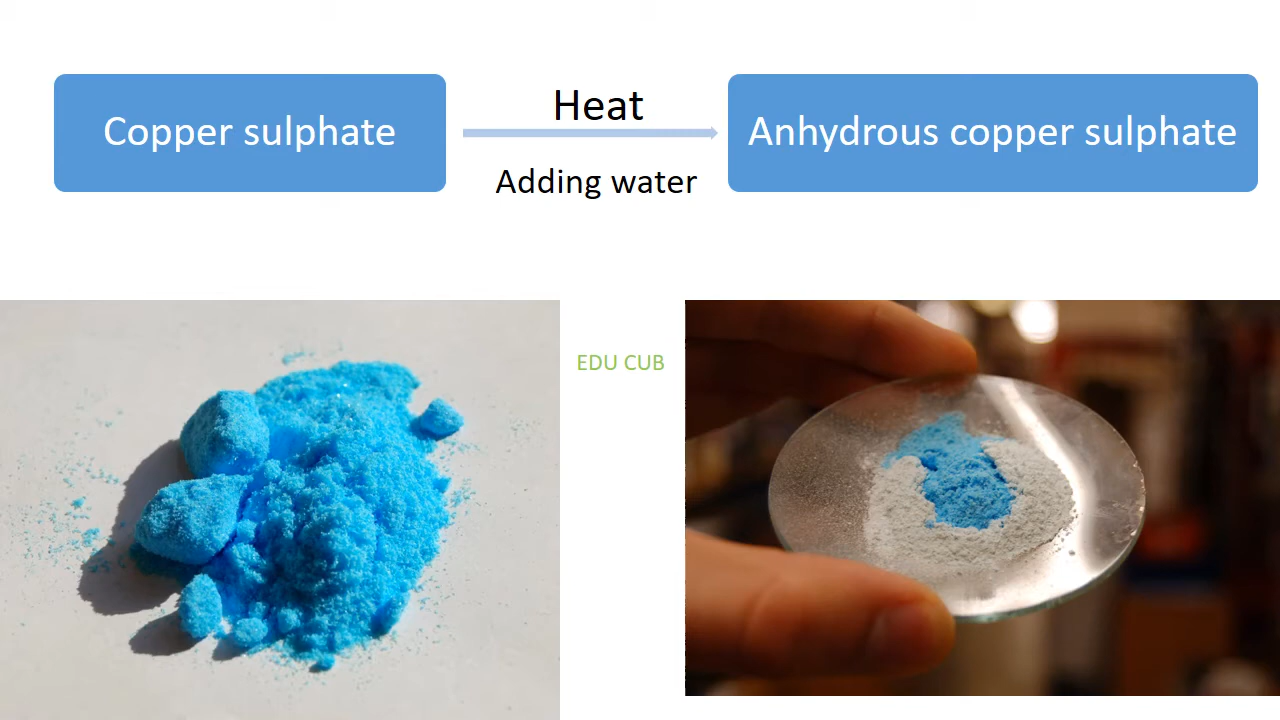 Copper sulphate
Heat
Adding water
Anhydrous copper sulphate
EDU CUB